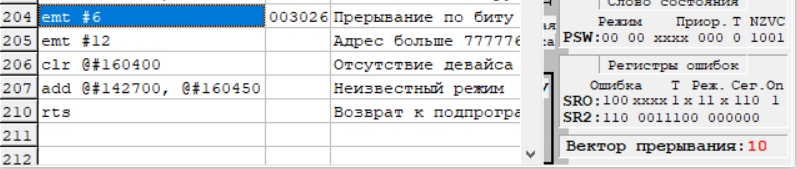 Слово состояния
204 emt #6 003026 Прерывание по биту
205 emt #12 Адрес больше 777776
206 clr @#160400 Отсутствие девайса
207 add @#142700, @#160450 Неизвестный режим
210 rts Возврат к подпрогра
211
212
Режим Приор. T NZVC
PSW:00 00 xxxx 000 0 1001
Регистры ошибок
Ошибка T Реж. Сег.On
SR0:100 xxxx 1 x 11 x 110 1
SR2:110 0011100 000000
Вектор прерывания:10